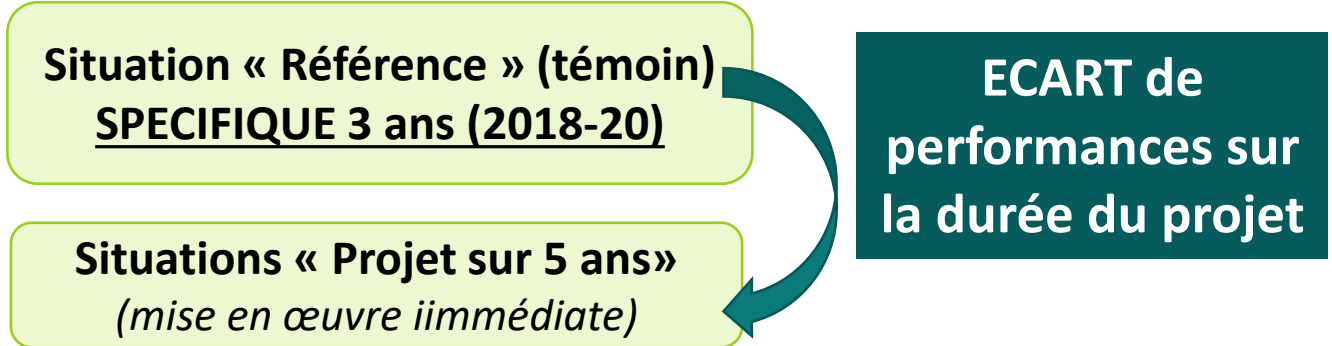 Situation « Référence » (témoin)
SPECIFIQUE 3 ans (2018-20)
ECART de
performances sur
la durée du projet
Situations « Projet sur 5 ans»
(mise en œuvre iimmédiate)